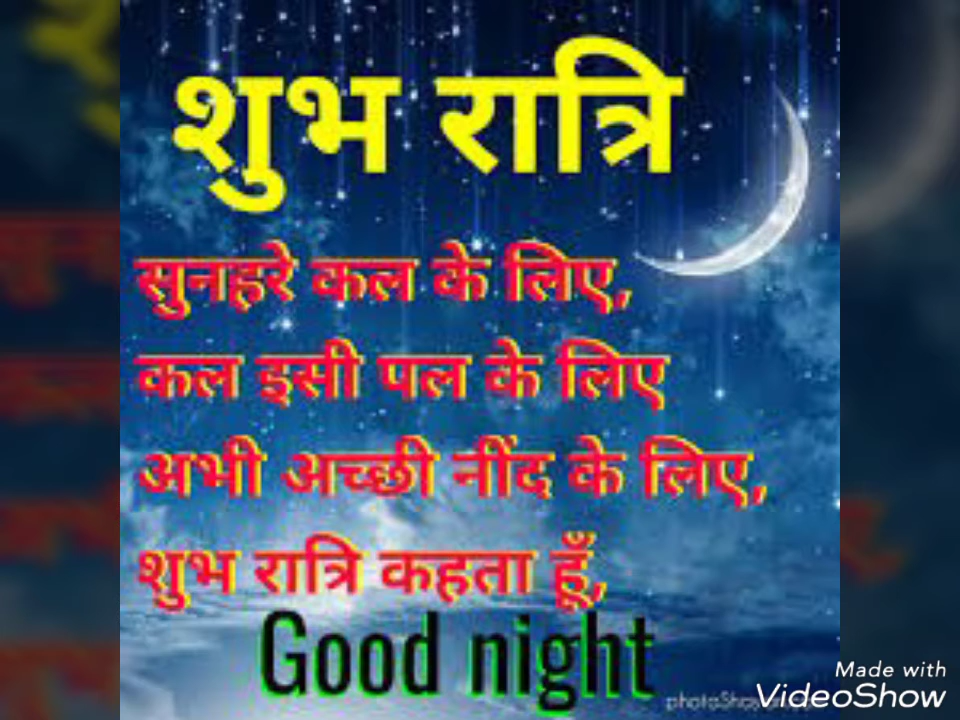 शुभ रात्रि
सुनहरे कल के लिए,
कल इसी पल के लिए
अभी अच्छी नींद के लिए,
शुभ रात्रि कहता हूँ,
Good night
Made with
VideoShow